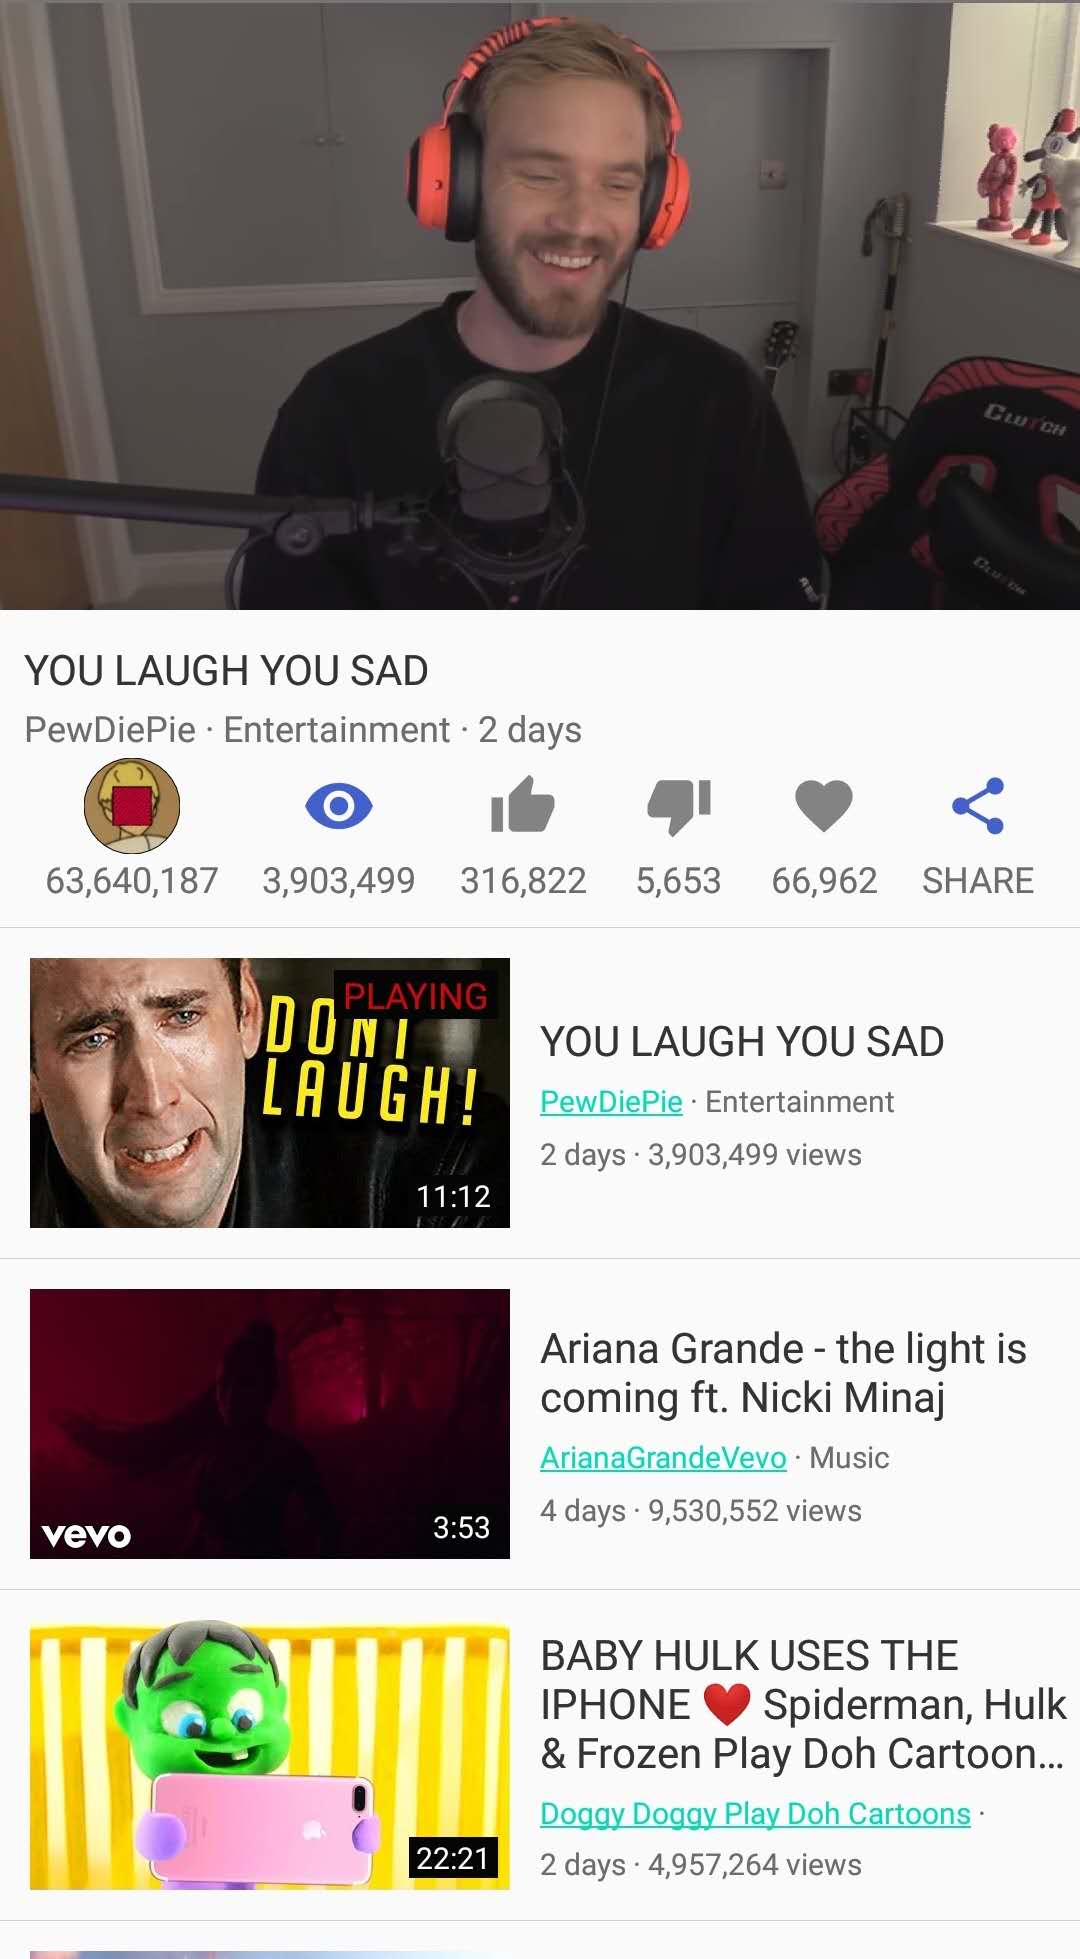 CLUTCH
CLUTCH
YOU LAUGH YOU SAD
PewDiePie · Entertainment · 2 days
63,640,187 3,903,499 316,822 5,653 66,962 SHARE
PLAYING
DONT
LAUGH!
11:12
YOU LAUGH YOU SAD
PewDiePie · Entertainment
2 days · 3,903,499 views
vevo
3:53
Ariana Grande - the light is
coming ft. Nicki Minaj
ArianaGrandeVevo · Music
4 days · 9,530,552 views
22:21
BABY HULK USES THE
IPHONE ❤️ Spiderman, Hulk
& Frozen Play Doh Cartoon...
Doggy Doggy Play Doh Cartoons ·
2 days · 4,957,264 views